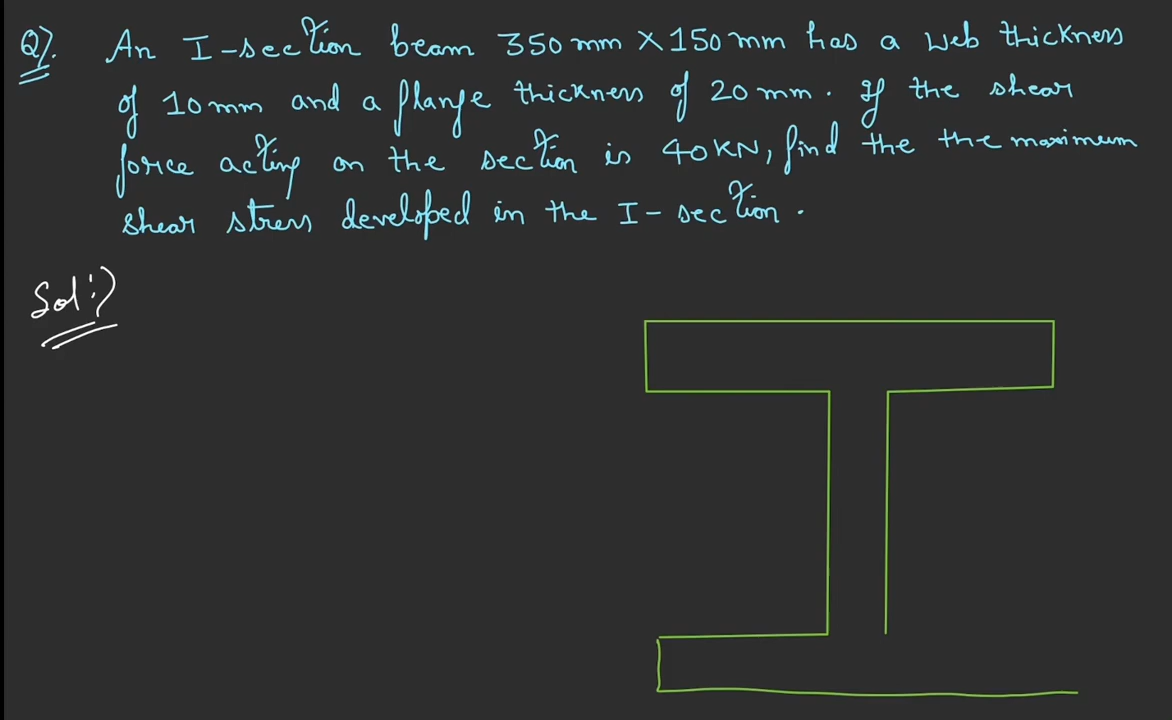 Q). An I-section beam 350 mm X 150 mm has a web thickness
of 10 mm and a flange thickness of 20 mm. If the shear
force acting on the section is 40 KN, find the the maximum
shear stress developed in the I-section.
Sol:)